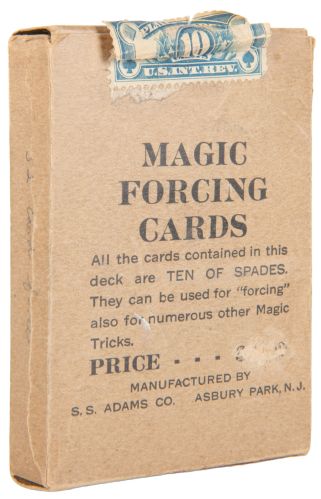 10
U.S. INT. REV.
MAGIC
FORCING
CARDS
All the cards contained in this
deck are TEN OF SPADES.
They can be used for "forcing"
also for numerous other Magic
Tricks.
PRICE - - - $
MANUFACTURED BY
S.S. ADAMS CO. ASBURY PARK, N.J.